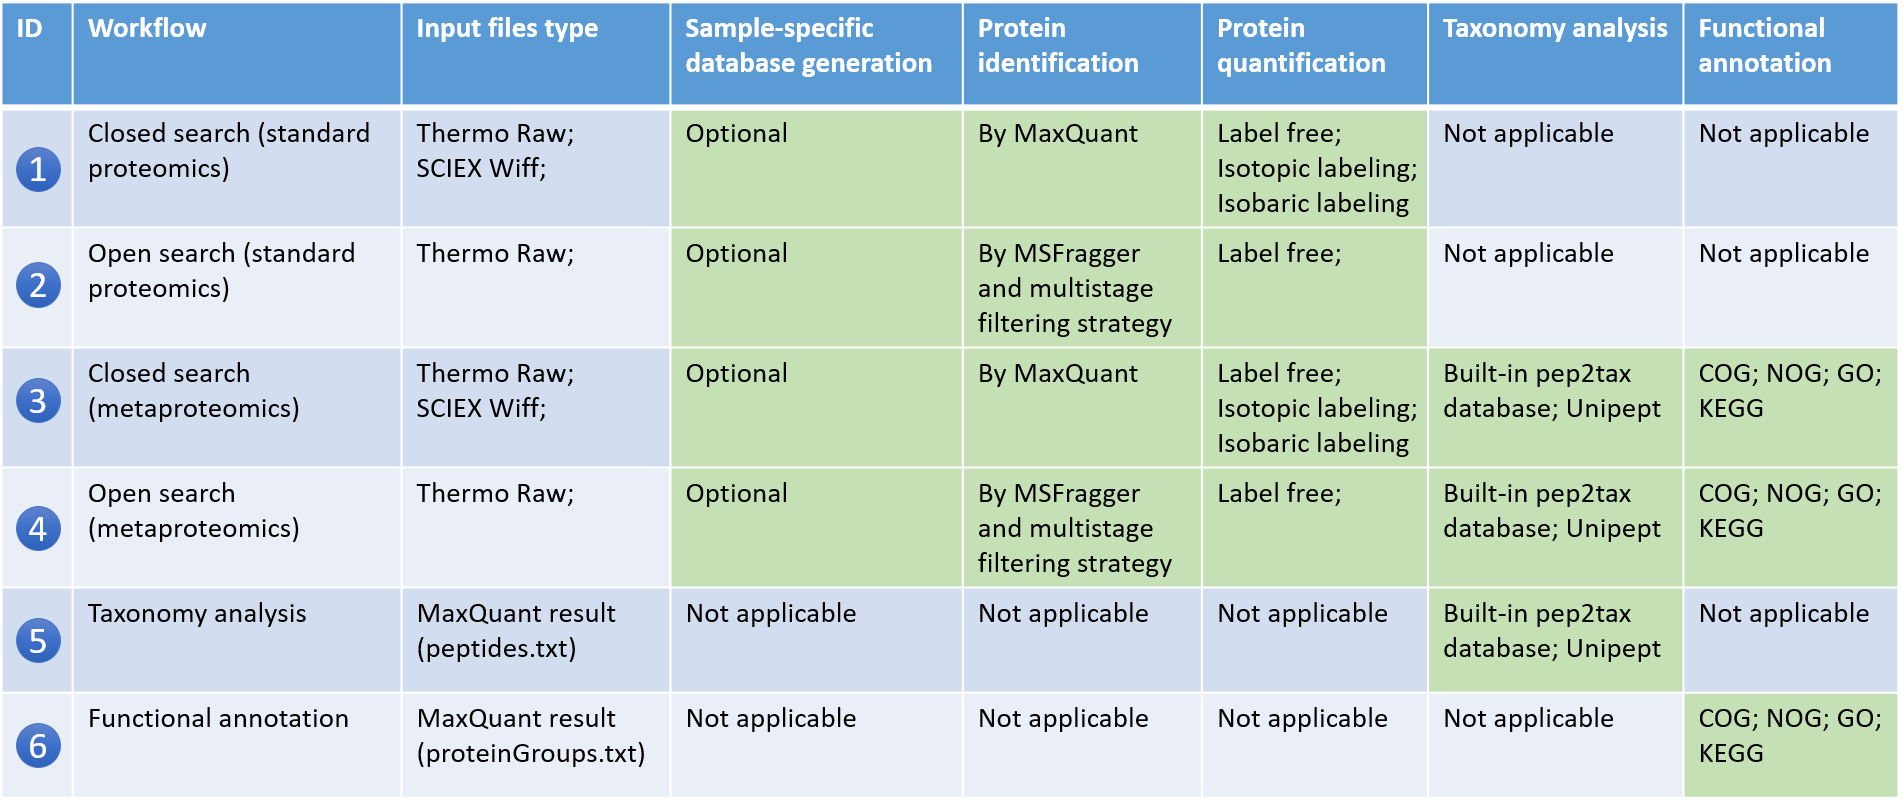 ID
Workflow
Input files type
Sample-specific
database generation
Protein
identification
Protein
quantification
Taxonomy analysis
Functional
annotation
1
Closed search (standard
proteomics)
Thermo Raw;
SCIEX Wiff;
Optional
By MaxQuant
Label free;
Isotopic labeling;
Isobaric labeling
Not applicable
Not applicable
2
Open search (standard
proteomics)
Thermo Raw;
Optional
By MSFragger
and multistage
filtering strategy
Label free;
Not applicable
Not applicable
3
Closed search
(metaproteomics)
Thermo Raw;
SCIEX Wiff;
Optional
By MaxQuant
Label free;
Isotopic labeling;
Isobaric labeling
Built-in pep2tax
database; Unipept
COG; NOG; GO;
KEGG
4
Open search
(metaproteomics)
Thermo Raw;
Optional
By MSFragger
and multistage
filtering strategy
Label free;
Built-in pep2tax
database; Unipept
COG; NOG; GO;
KEGG
5
Taxonomy analysis
MaxQuant result
(peptides.txt)
Not applicable
Not applicable
Not applicable
Built-in pep2tax
database; Unipept
Not applicable
6
Functional annotation
MaxQuant result
(proteinGroups.txt)
Not applicable
Not applicable
Not applicable
Not applicable
COG; NOG; GO;
KEGG